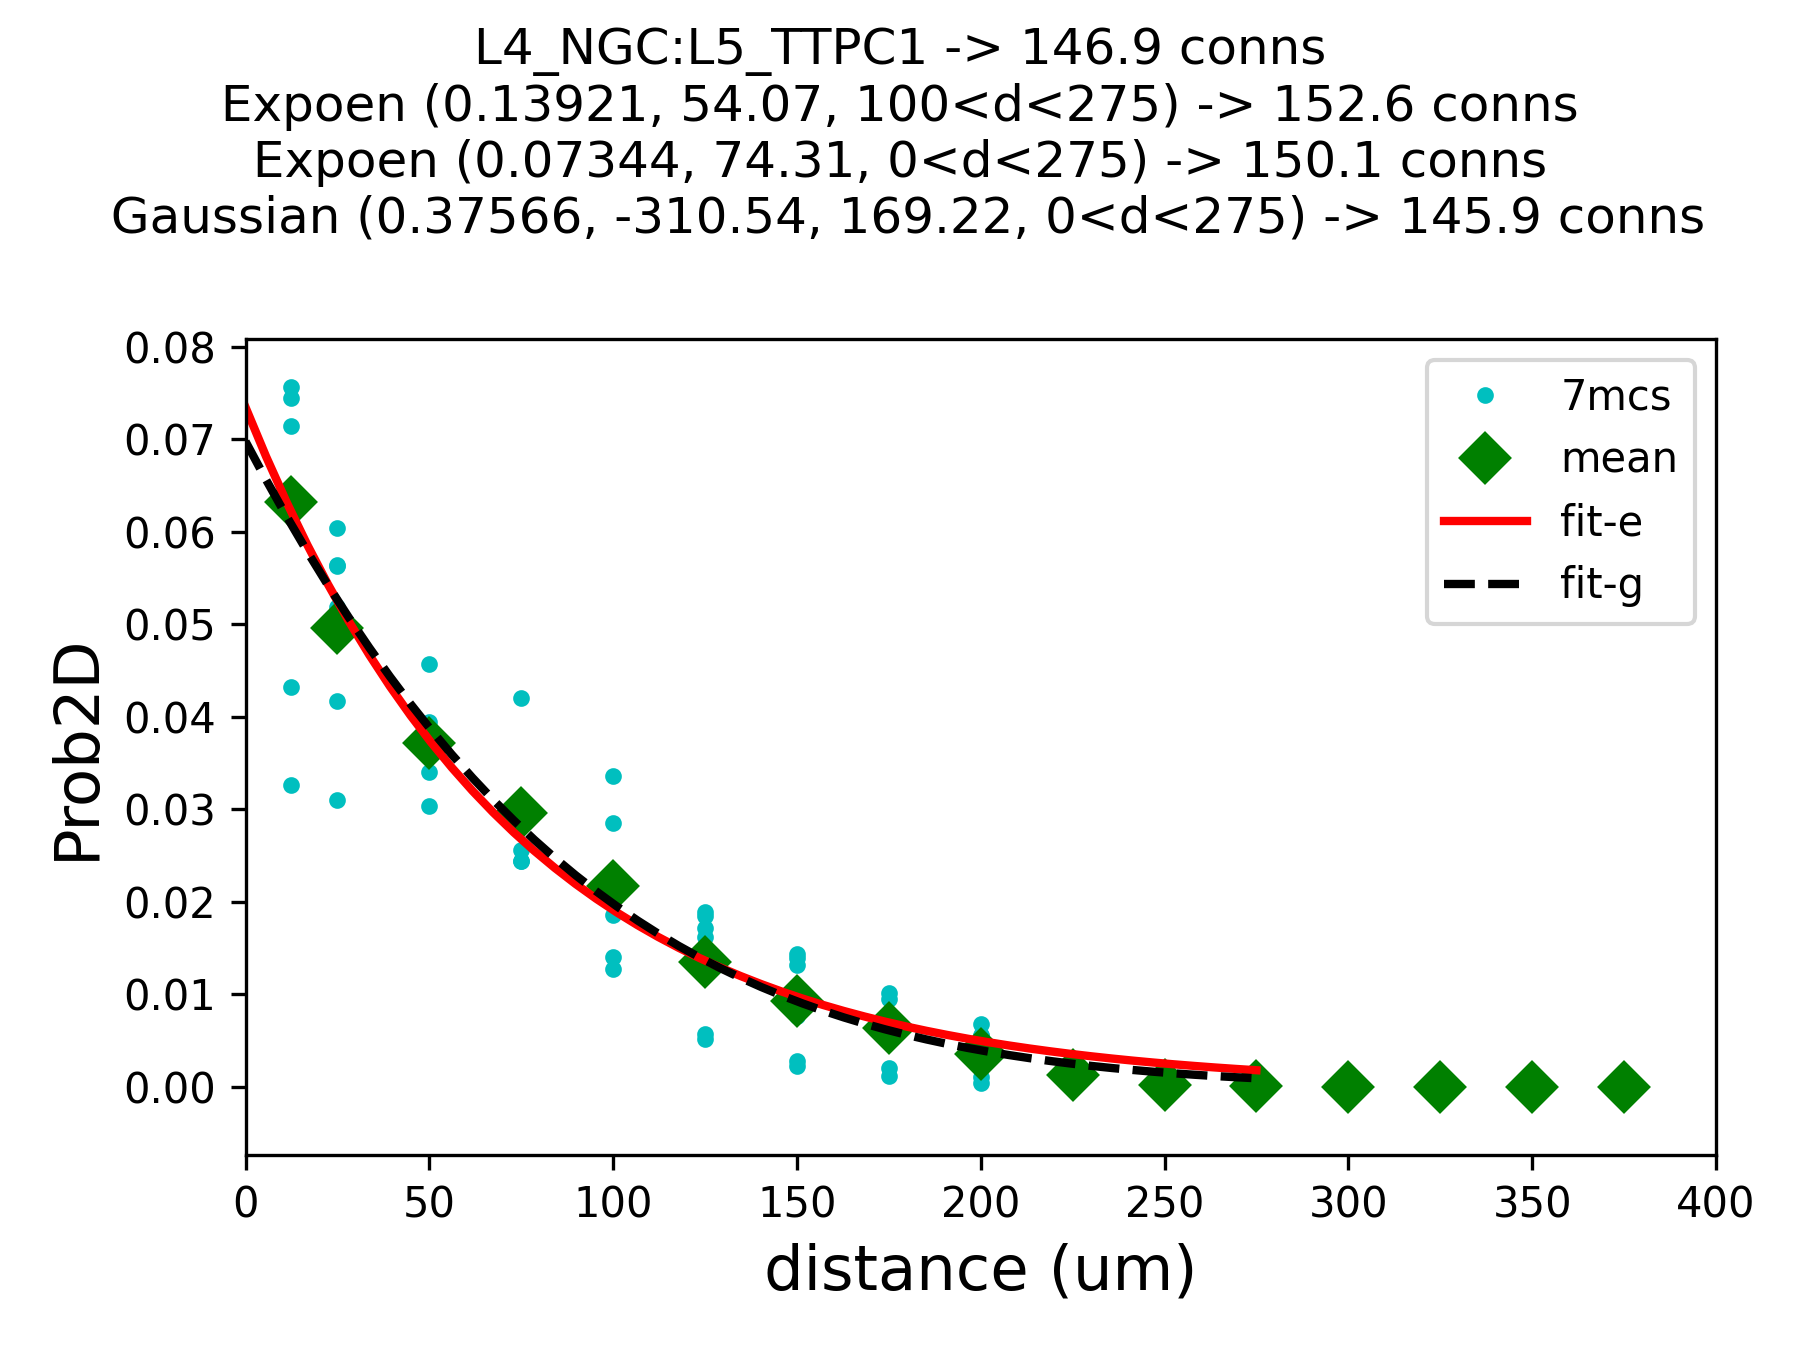 L4_NGC:L5_TTPC1 -> 146.9 conns
Expoen (0.13921, 54.07, 100<d<275) -> 152.6 conns
Expoen (0.07344, 74.31, 0<d<275) -> 150.1 conns
Gaussian (0.37566, -310.54, 169.22, 0<d<275) -> 145.9 conns
0.08
0.07
0.06
0.05
0.04
0.03
0.02
0.01
0.00
Prob2D
7mcs
mean
fit-e
fit-g
0 50 100 150 200 250 300 350 400
distance (um)